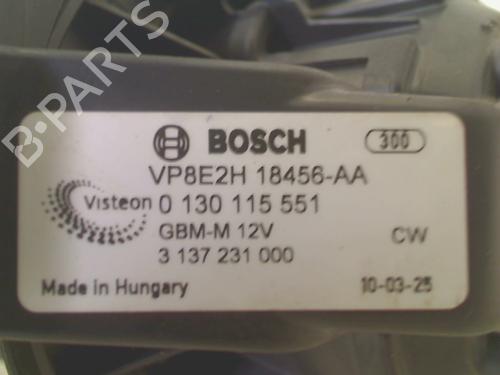 B-PARTS
BOSCH
300
VP8E2H 18456-AA
Visteon
0 130 115 551
GBM-M 12V
CW
3 137 231 000
Made in Hungary
10-03-25